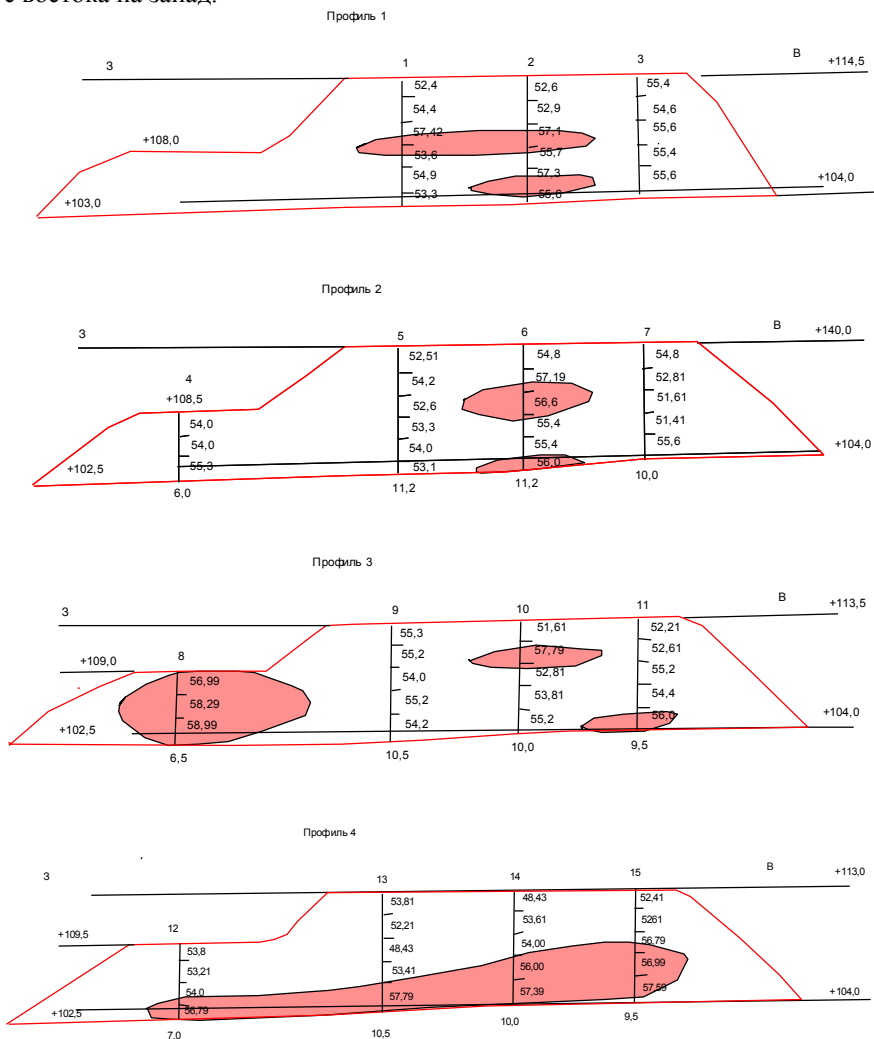 с востока на запад.
Профиль 1
З 1 2 3 В +114,5
52,4 52,6 55,4
54,4 52,9 54,6
+108,0 57,42 57,1 55,6
53,6 55,7 55,4
54,9 57,3 55,6 +104,0
+103,0 53,3 55,6
Профиль 2
З 5 6 7 В +140,0
52,51 54,8 54,8
4 54,2 57,19 52,81
+108,5 52,6 56,6 51,61
54,0 53,3 55,4 51,41
54,0 54,0 55,4 55,6 +104,0
+102,5 55,3 53,1 56,0
6,0 11,2 11,2 10,0
Профиль 3
З 9 10 11 В +113,5
55,3 51,61 52,21
+109,0 8 55,2 57,79 52,61
56,99 54,0 52,81 55,2
58,29 55,2 53,81 54,4
+102,5 58,99 54,2 55,2 56,0 +104,0
6,5 10,5 10,0 9,5
Профиль 4
З 13 14 15 В +113,0
53,81 48,43 52,41
+109,5 12 52,21 53,61 5261
53,8 48,43 54,00 56,79
53,21 53,41 56,00 56,99
54,0 57,79 57,39 57,59 +104,0
+102,5 56,79
7,0 10,5 10,0 9,5